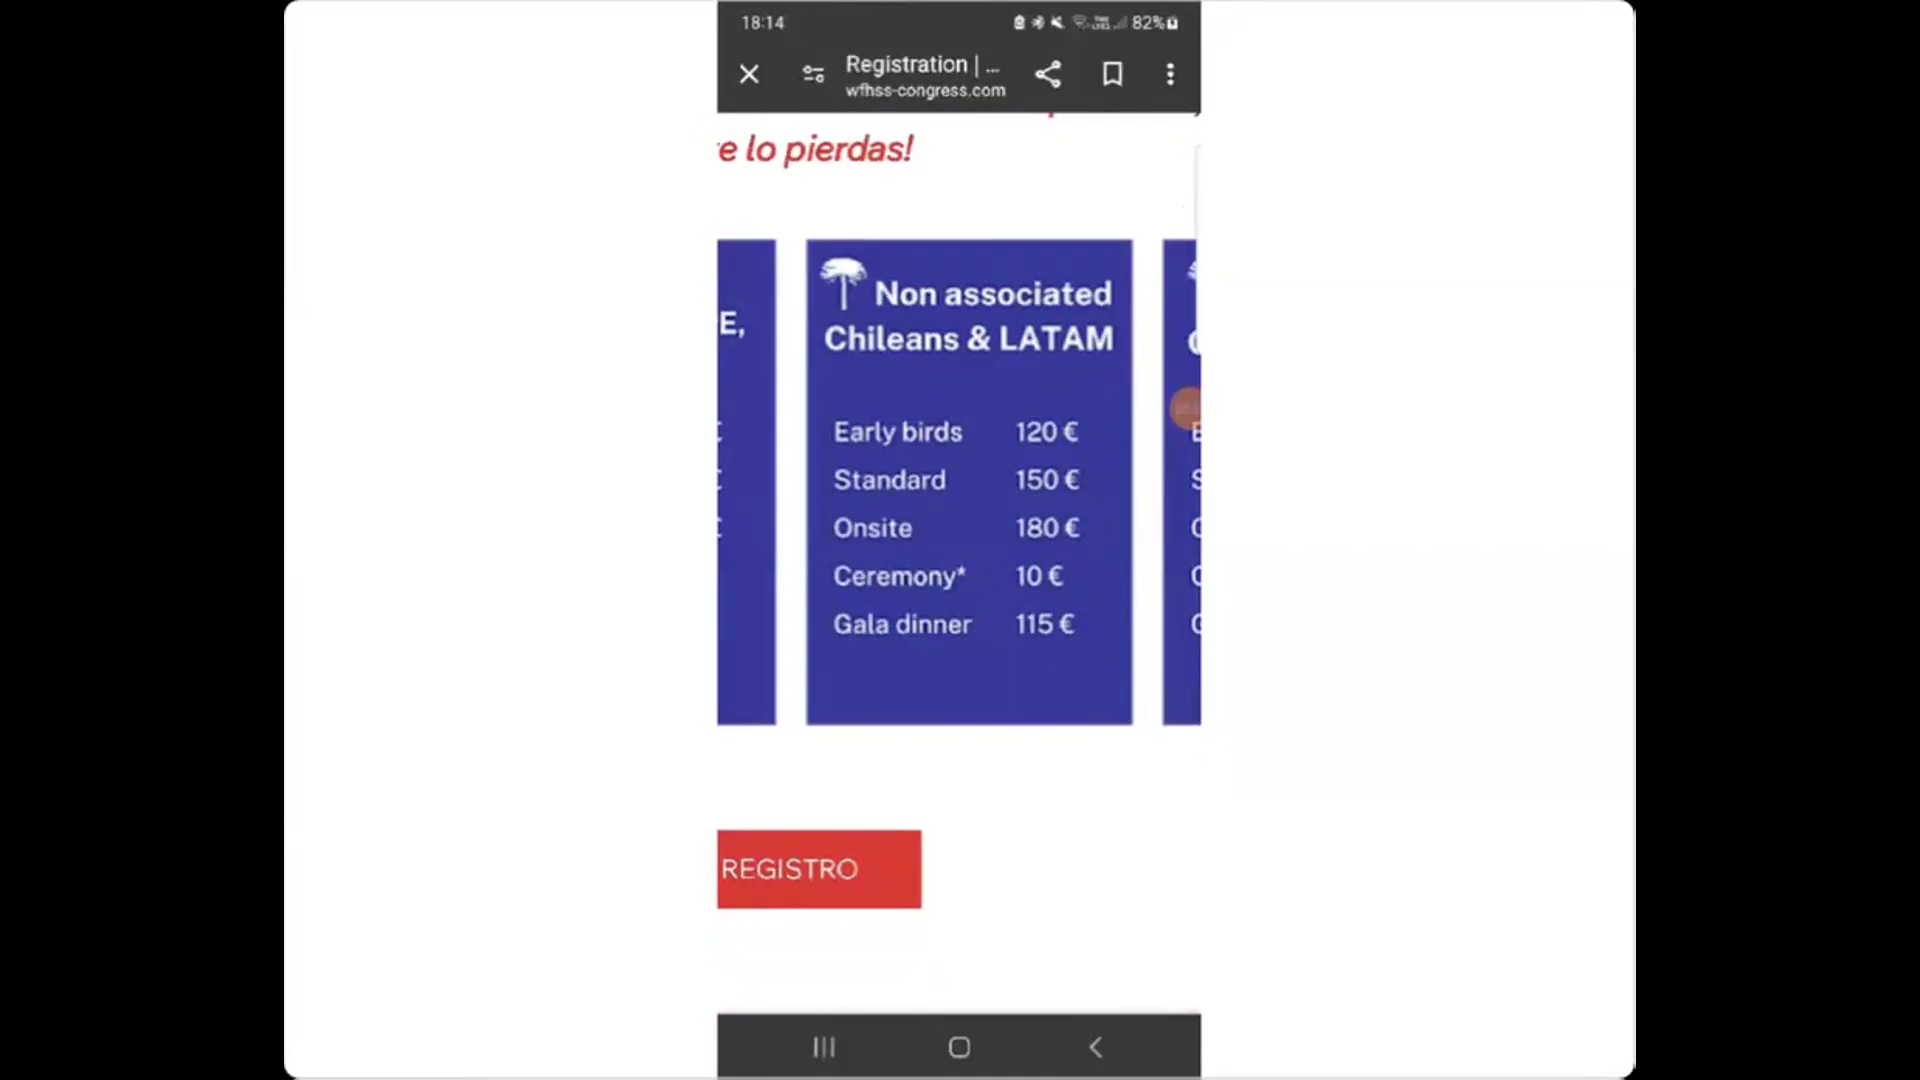 18:14
82%
Registration | ...
wfhss-congress.com
e lo pierdas!
E,
Non associated
Chileans & LATAM
Early birds 120 €
Standard 150 €
Onsite 180 €
Ceremony* 10 €
Gala dinner 115 €
REGISTRO